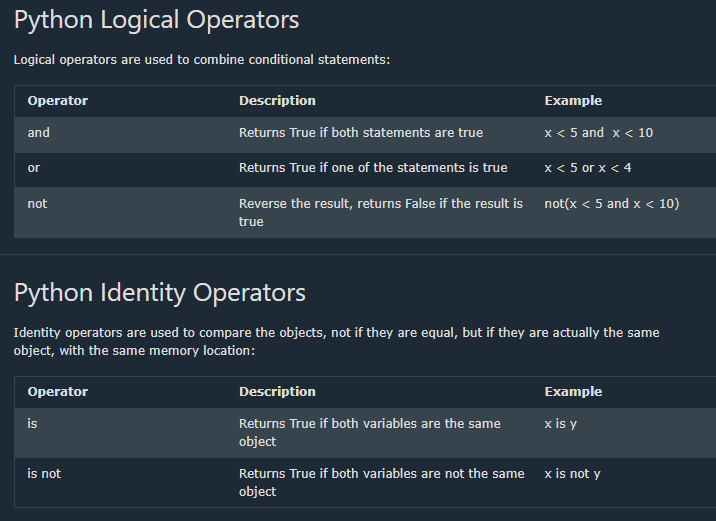 Python Logical Operators
Logical operators are used to combine conditional statements:
Operator Description Example
and Returns True if both statements are true x < 5 and  x < 10
or Returns True if one of the statements is true x < 5 or x < 4
not Reverse the result, returns False if the result is not(x < 5 and x < 10)
true
Python Identity Operators
Identity operators are used to compare the objects, not if they are equal, but if they are actually the same
object, with the same memory location:
Operator Description Example
is Returns True if both variables are the same x is y
object
is not Returns True if both variables are not the same x is not y
object